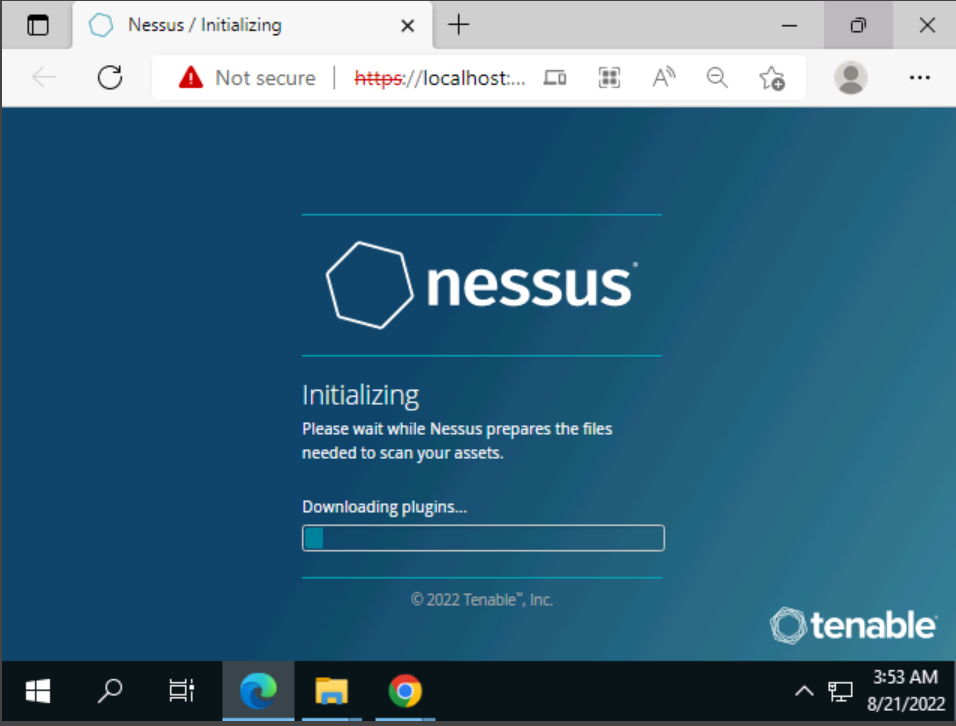 Nessus / Initializing
Not secure
https://localhost:...
nessus
Initializing
Please wait while Nessus prepares the files
needed to scan your assets.
Downloading plugins...
© 2022 Tenable™, Inc.
tenable
3:53 AM
8/21/2022